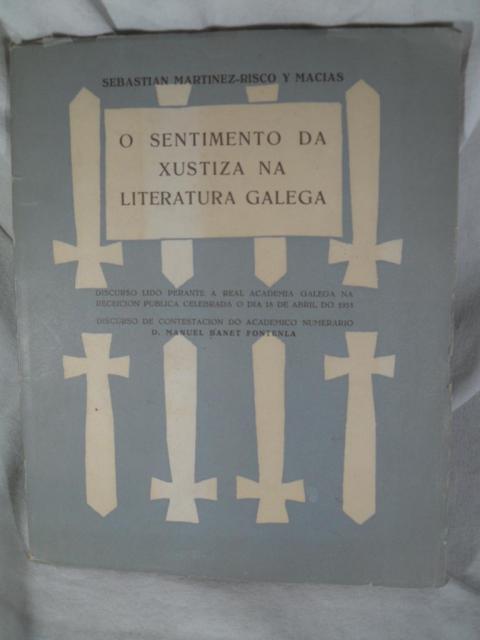 SEBASTIAN MARTINEZ-RISCO Y MACIAS
O SENTIMENTO DA
XUSTIZA NA
LITERATURA GALEGA
DISCURSO LIDO PERANTE A REAL ACADEMIA GALEGA NA
RECEICION PUBLICA CELEBRADA O DIA 18 DE ABRIL DO
DISCURSO DE CONTESTACION DO ACADEMICO NUMERARIO
D. MANUEL BANET FONTENLA